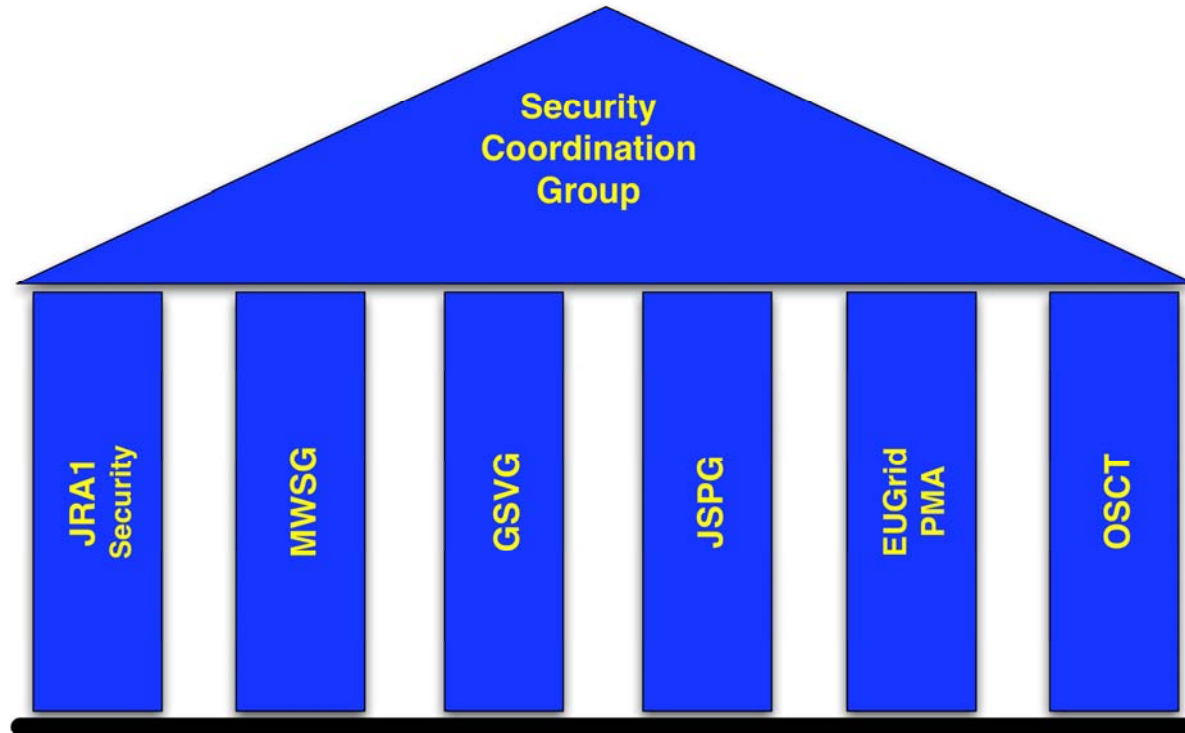 Security
Coordination
Group
JRA1
Security
MWSG
GSVG
JSPG
EUGrid
PMA
OSCT